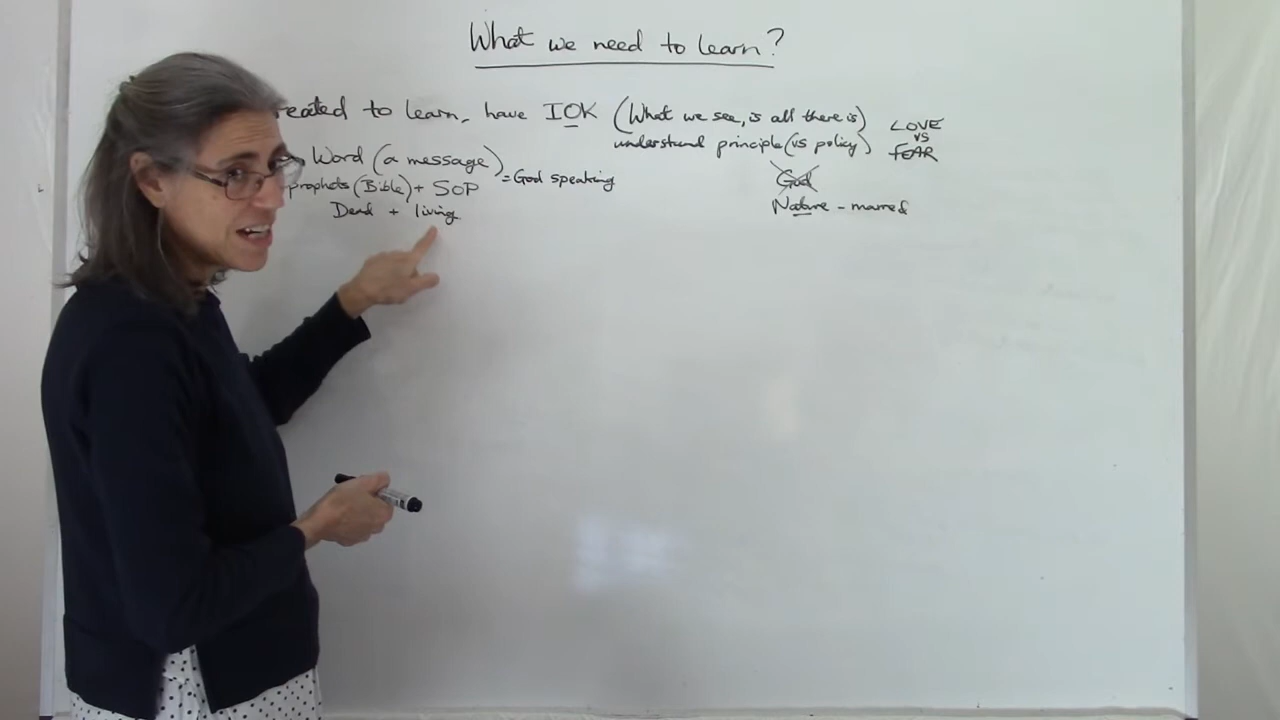 What we need to learn?
reated to learn, have IOK (What we see, is all there is)
understand principle (vs policy)
LOVE
vs
FEAR
Word (a message)
prophets (Bible) + SOP = God speaking
Dead + living
God
Nature - marred